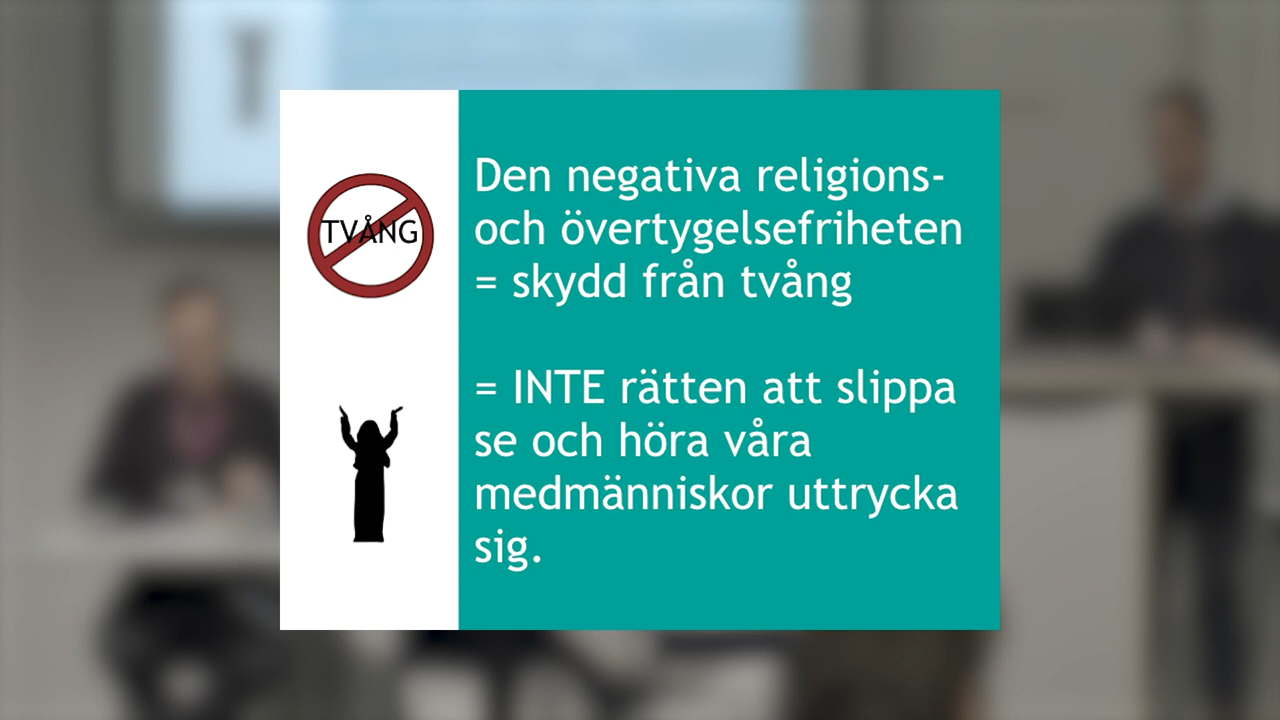 TVÅNG
Den negativa religions-
och övertygelsefriheten
= skydd från tvång
= INTE rätten att slippa
se och höra våra
medmänniskor uttrycka
sig.